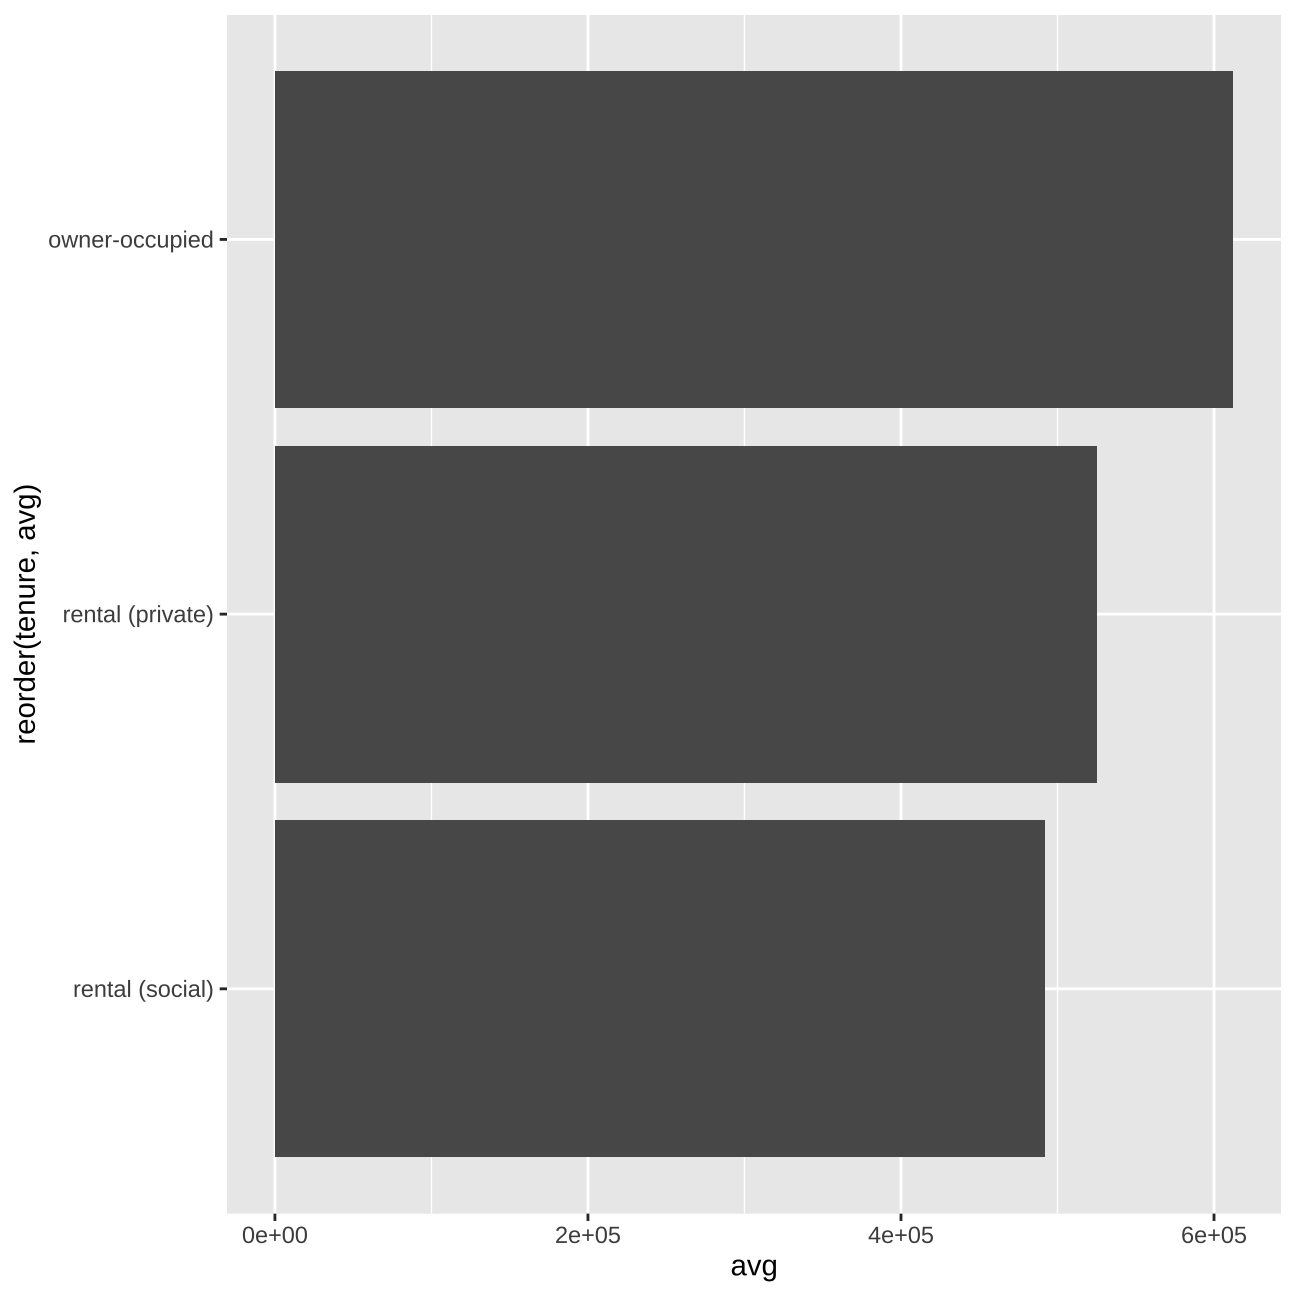 owner-occupied
rental (private)
rental (social)
reorder(tenure, avg)
0e+00 2e+05 4e+05 6e+05
avg